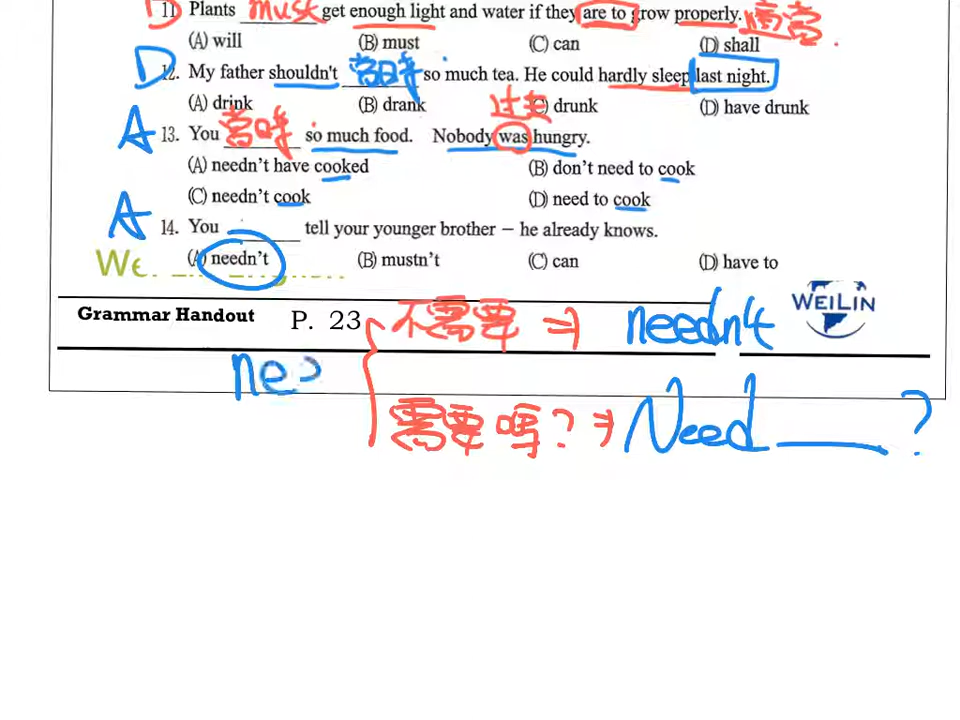 D 11. Plants must get enough light and water if they are to grow properly.
(A) will (B) must (C) can (D) shall
D 12. My father shouldn't 當時 so much tea. He could hardly sleep last night.
(A) drink (B) drank (C) drunk (D) have drunk
过去
A 13. You 當時 so much food. Nobody was hungry.
(A) needn't have cooked (B) don't need to cook
(C) needn't cook (D) need to cook
A 14. You ______ tell your younger brother – he already knows.
(A) needn't (B) mustn't (C) can (D) have to
WEILIN
Grammar Handout P. 23 不需要 ⇒ needn't
需要嗎? ⇒ Need ____ ?